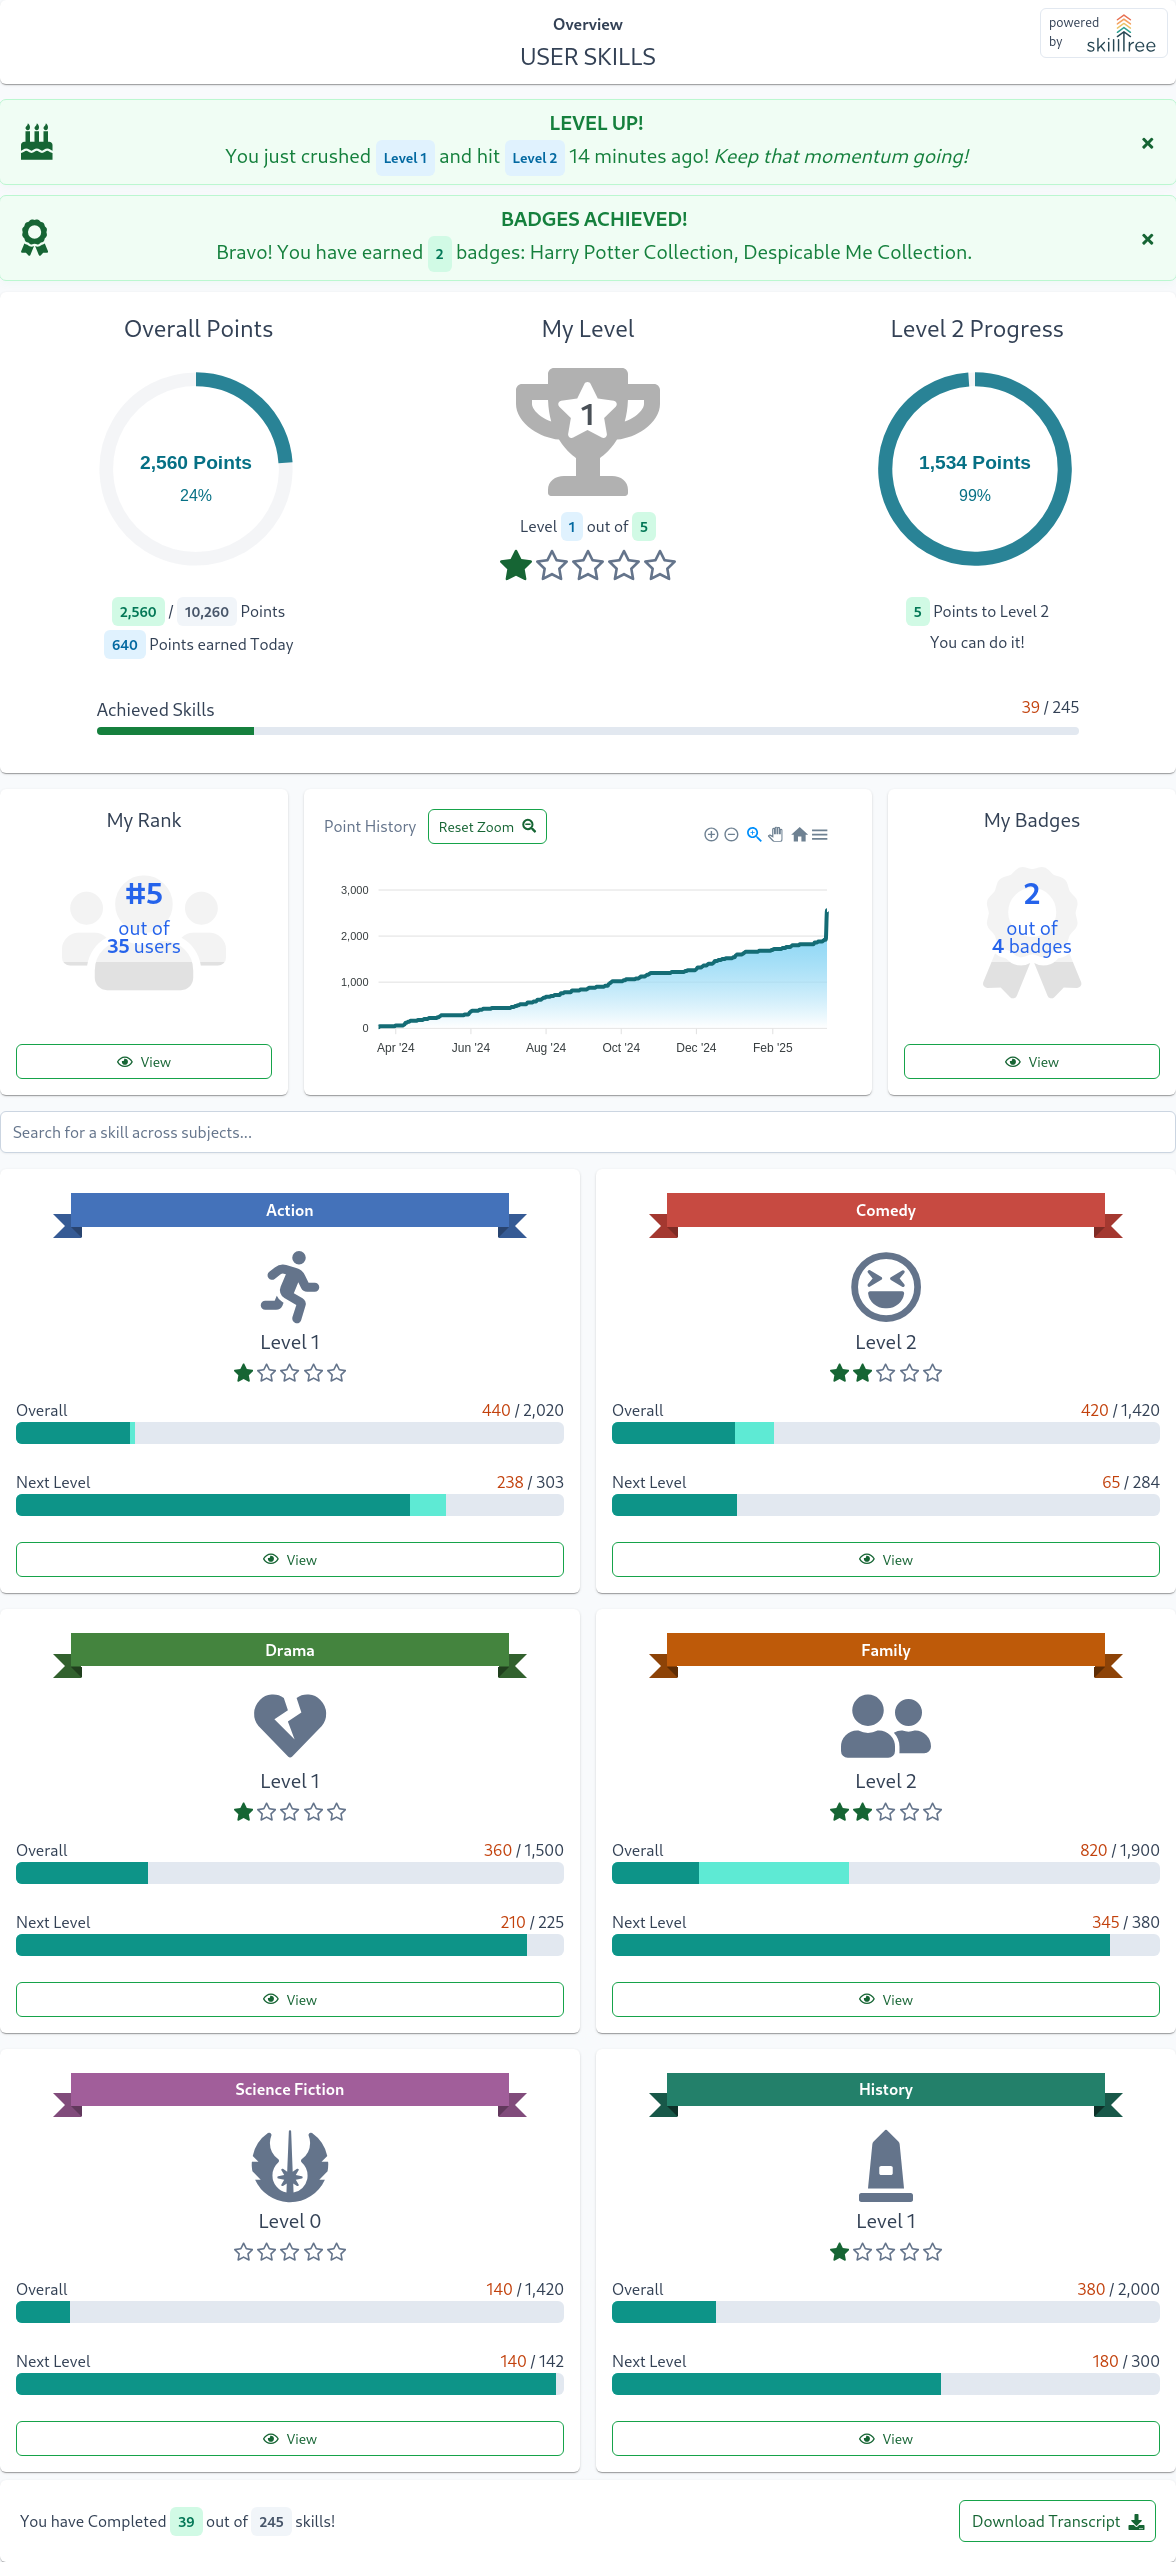 Overview
USER SKILLS
powered
by
skilltree
LEVEL UP!
You just crushed Level 1 and hit Level 2 14 minutes ago! Keep that momentum going!
BADGES ACHIEVED!
Bravo! You have earned 2 badges: Harry Potter Collection, Despicable Me Collection.
Overall Points
2,560 Points
24%
2,560 / 10,260 Points
640 Points earned Today
My Level
1
Level 1 out of 5
Level 2 Progress
1,534 Points
99%
5 Points to Level 2
You can do it!
Achieved Skills 39 / 245
My Rank
#5
out of
35 users
View
Point History Reset Zoom
3,000
2,000
1,000
0
Apr '24 Jun '24 Aug '24 Oct '24 Dec '24 Feb '25
My Badges
2
out of
4 badges
View
Search for a skill across subjects...
Action
Level 1
Overall 440 / 2,020
Next Level 238 / 303
View
Comedy
Level 2
Overall 420 / 1,420
Next Level 65 / 284
View
Drama
Level 1
Overall 360 / 1,500
Next Level 210 / 225
View
Family
Level 2
Overall 820 / 1,900
Next Level 345 / 380
View
Science Fiction
Level 0
Overall 140 / 1,420
Next Level 140 / 142
View
History
Level 1
Overall 380 / 2,000
Next Level 180 / 300
View
You have Completed 39 out of 245 skills!
Download Transcript